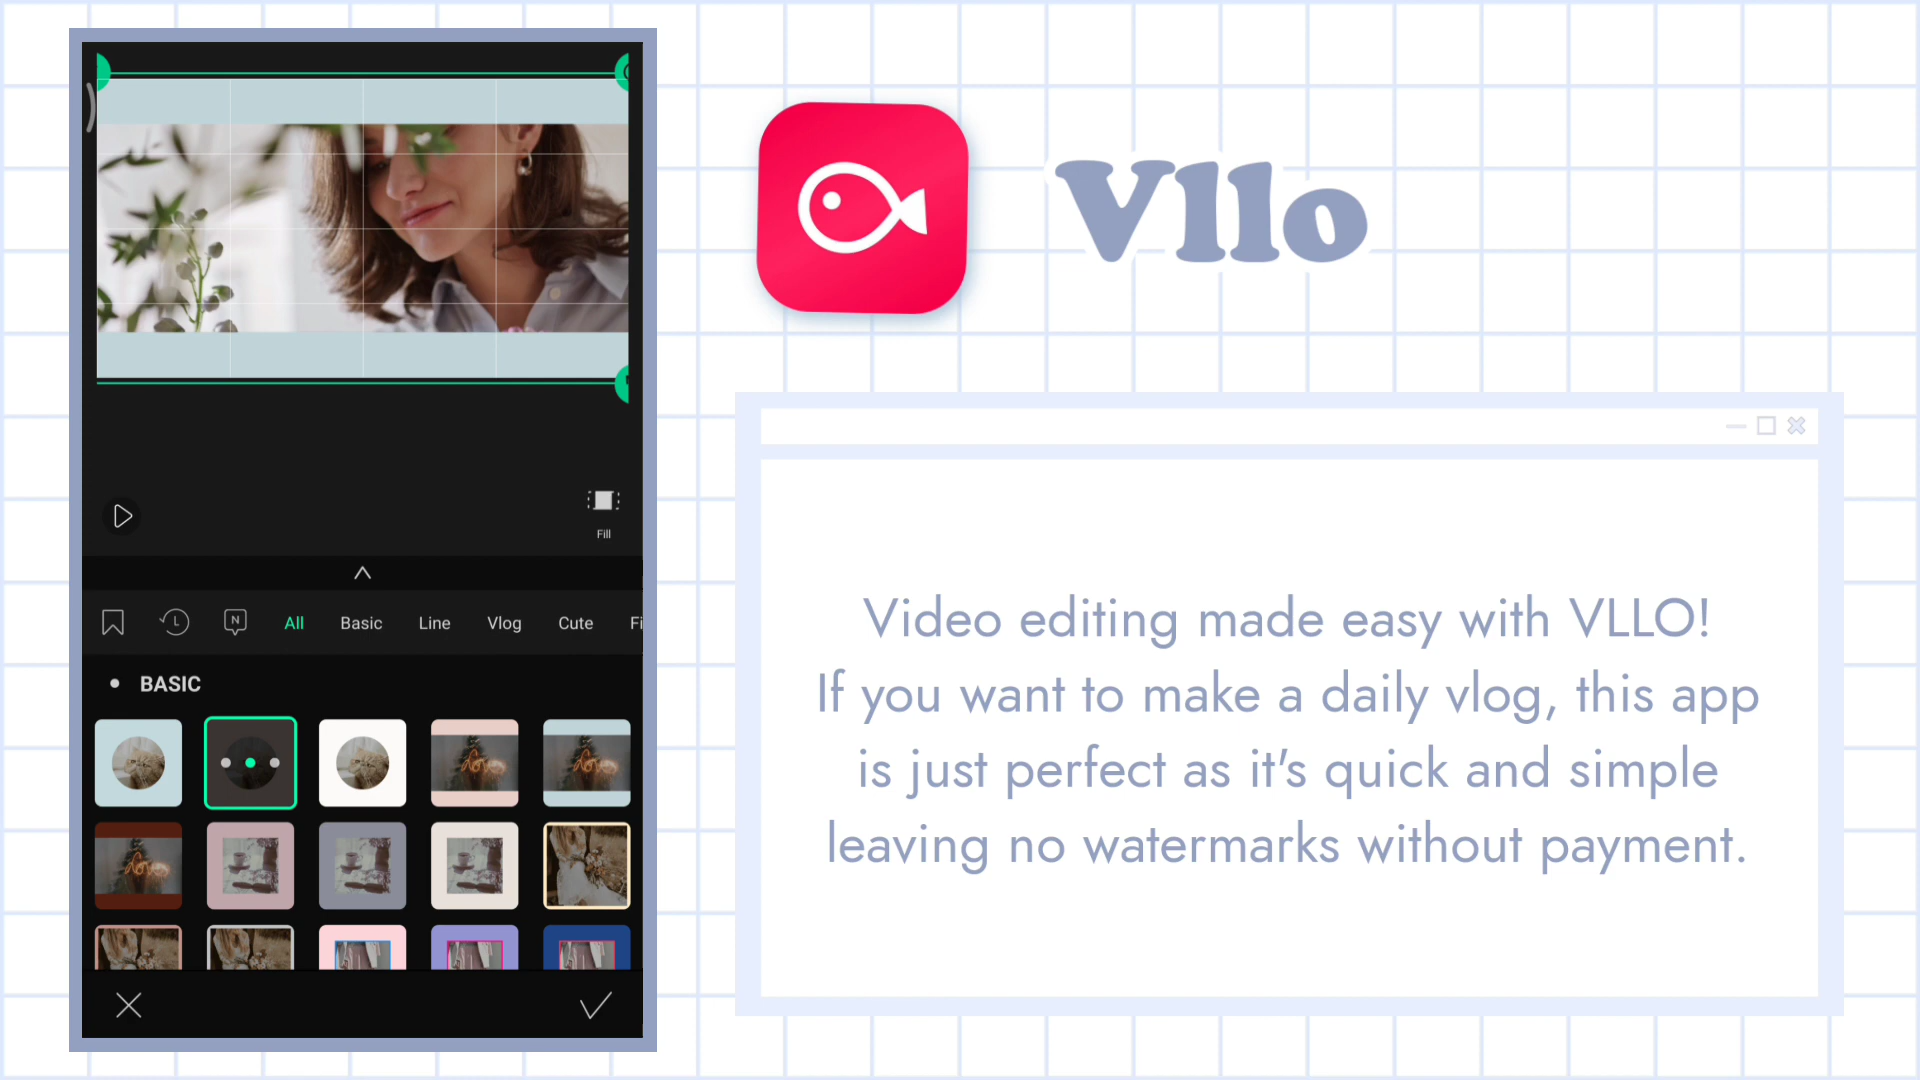 Fill
N
All Basic Line Vlog Cute Fi
BASIC
Vllo
Video editing made easy with VLLO!
If you want to make a daily vlog, this app
is just perfect as it's quick and simple
leaving no watermarks without payment.